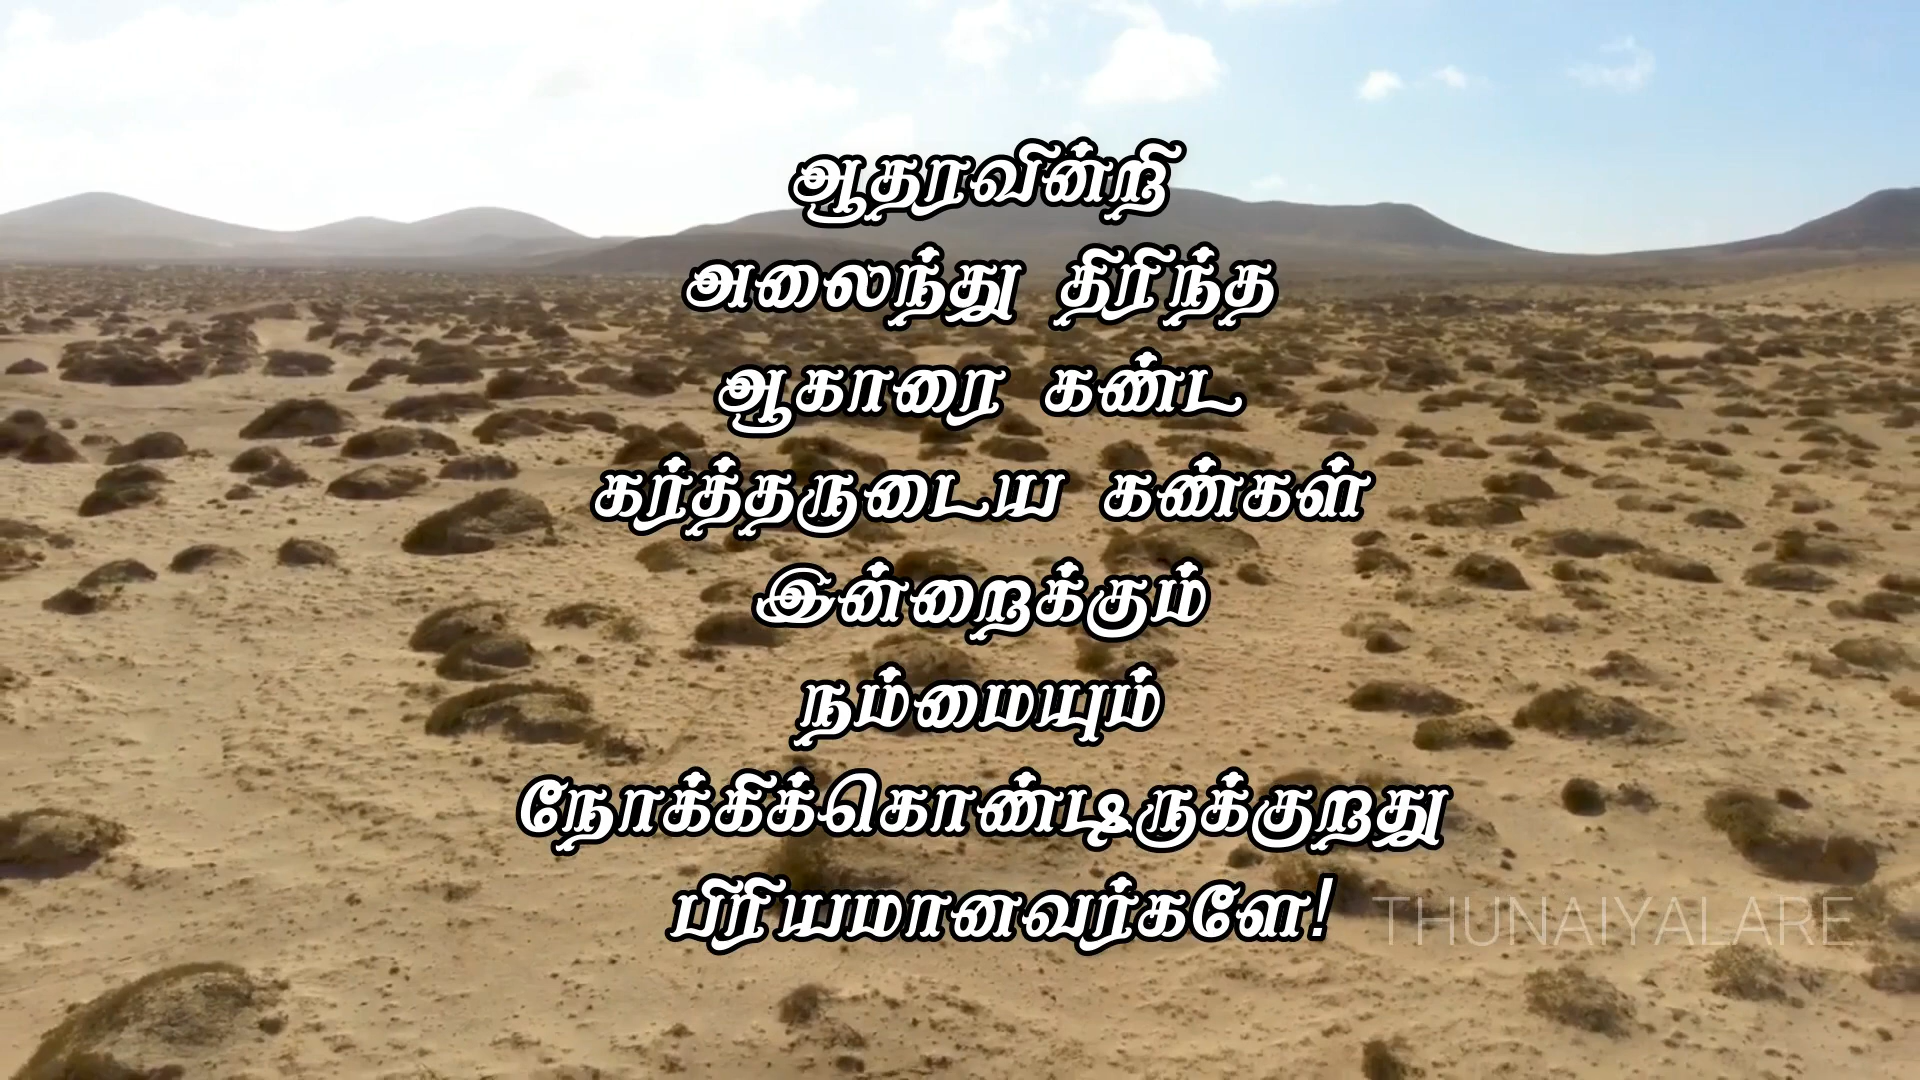 ஆதரவின்றி
அலைந்து திரிந்த
ஆகாரை கண்ட
கர்த்தருடைய கண்கள்
இன்றைக்கும்
நம்மையும்
நோக்கிக்கொண்டிருக்குறது
பிரியமானவர்களே!
THUNAIYALARE